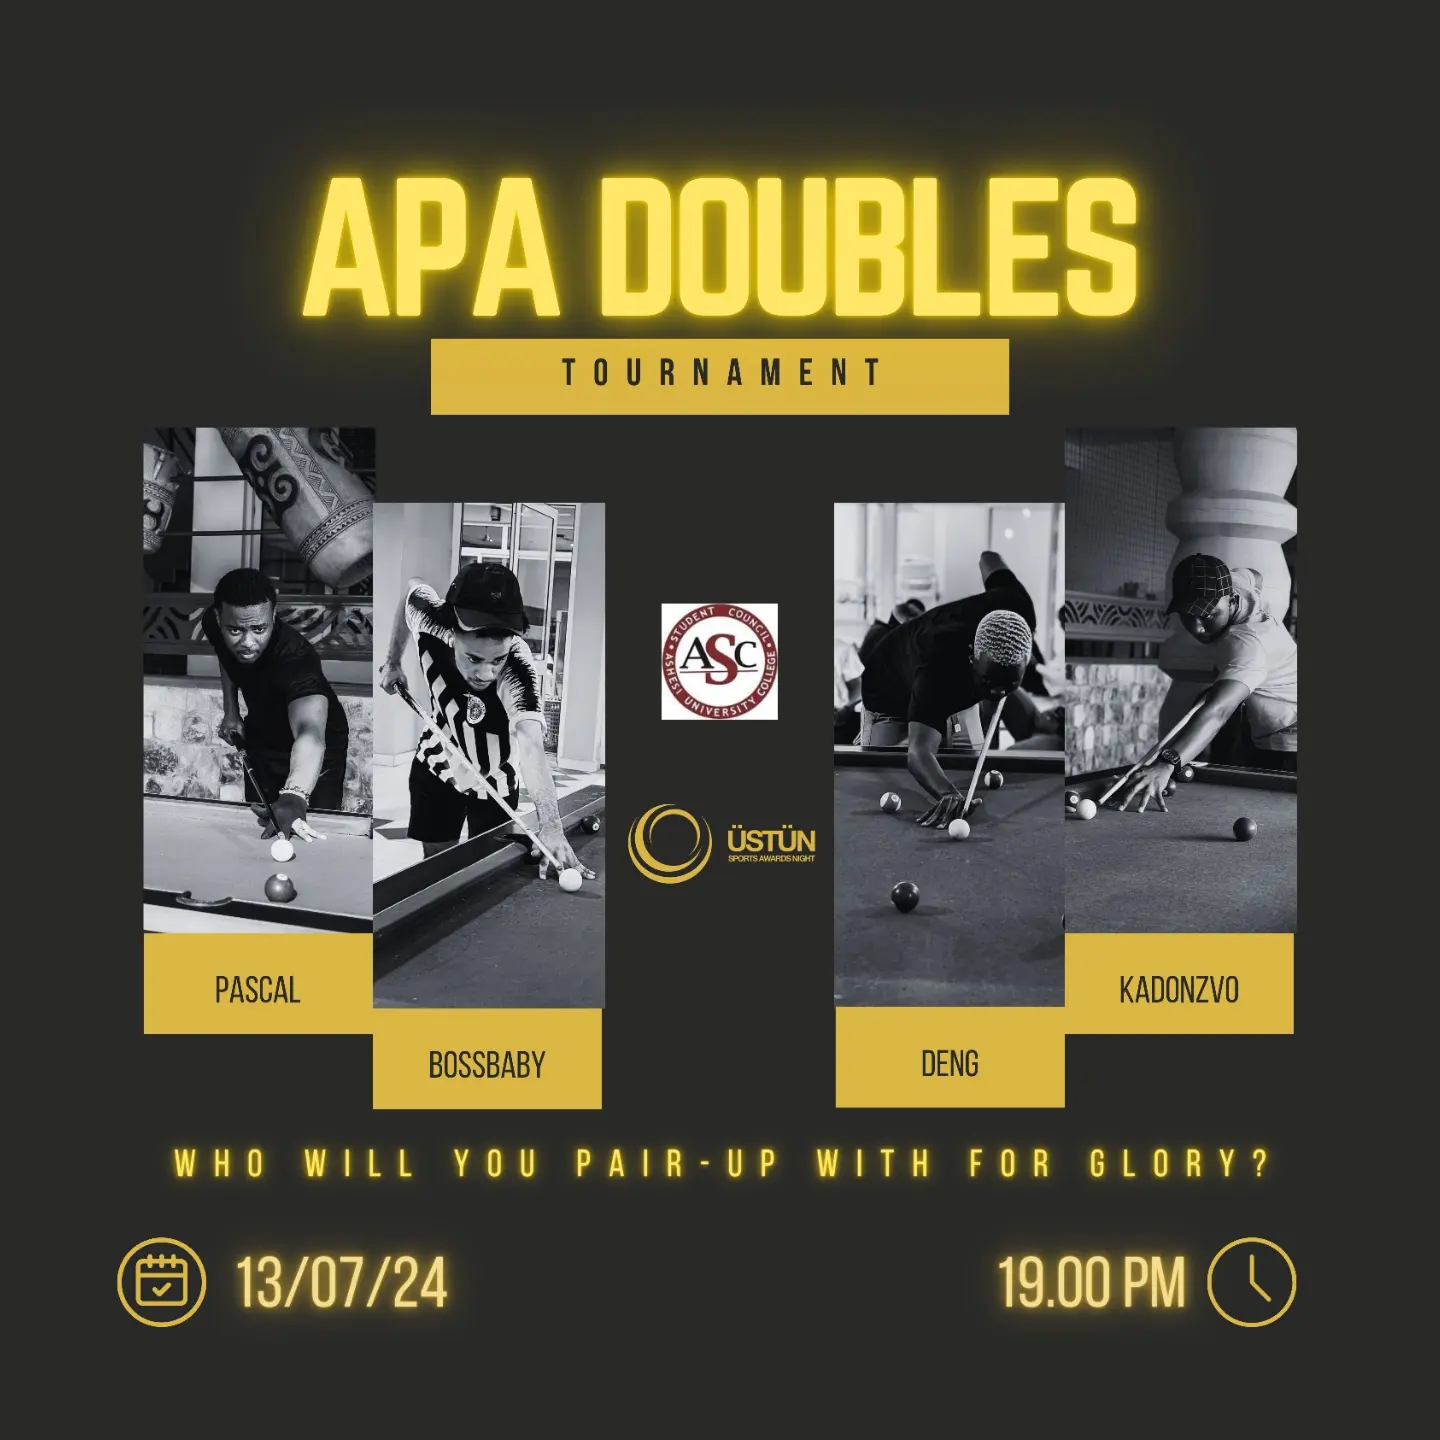 APA DOUBLES
TOURNAMENT
STUDENT COUNCIL
ASC
ASHESI UNIVERSITY COLLEGE
ÜSTÜN
SPORTS AWARDS NIGHT
PASCAL
BOSSBABY
DENG
KADONZVO
WHO WILL YOU PAIR-UP WITH FOR GLORY?
13/07/24
19.00 PM